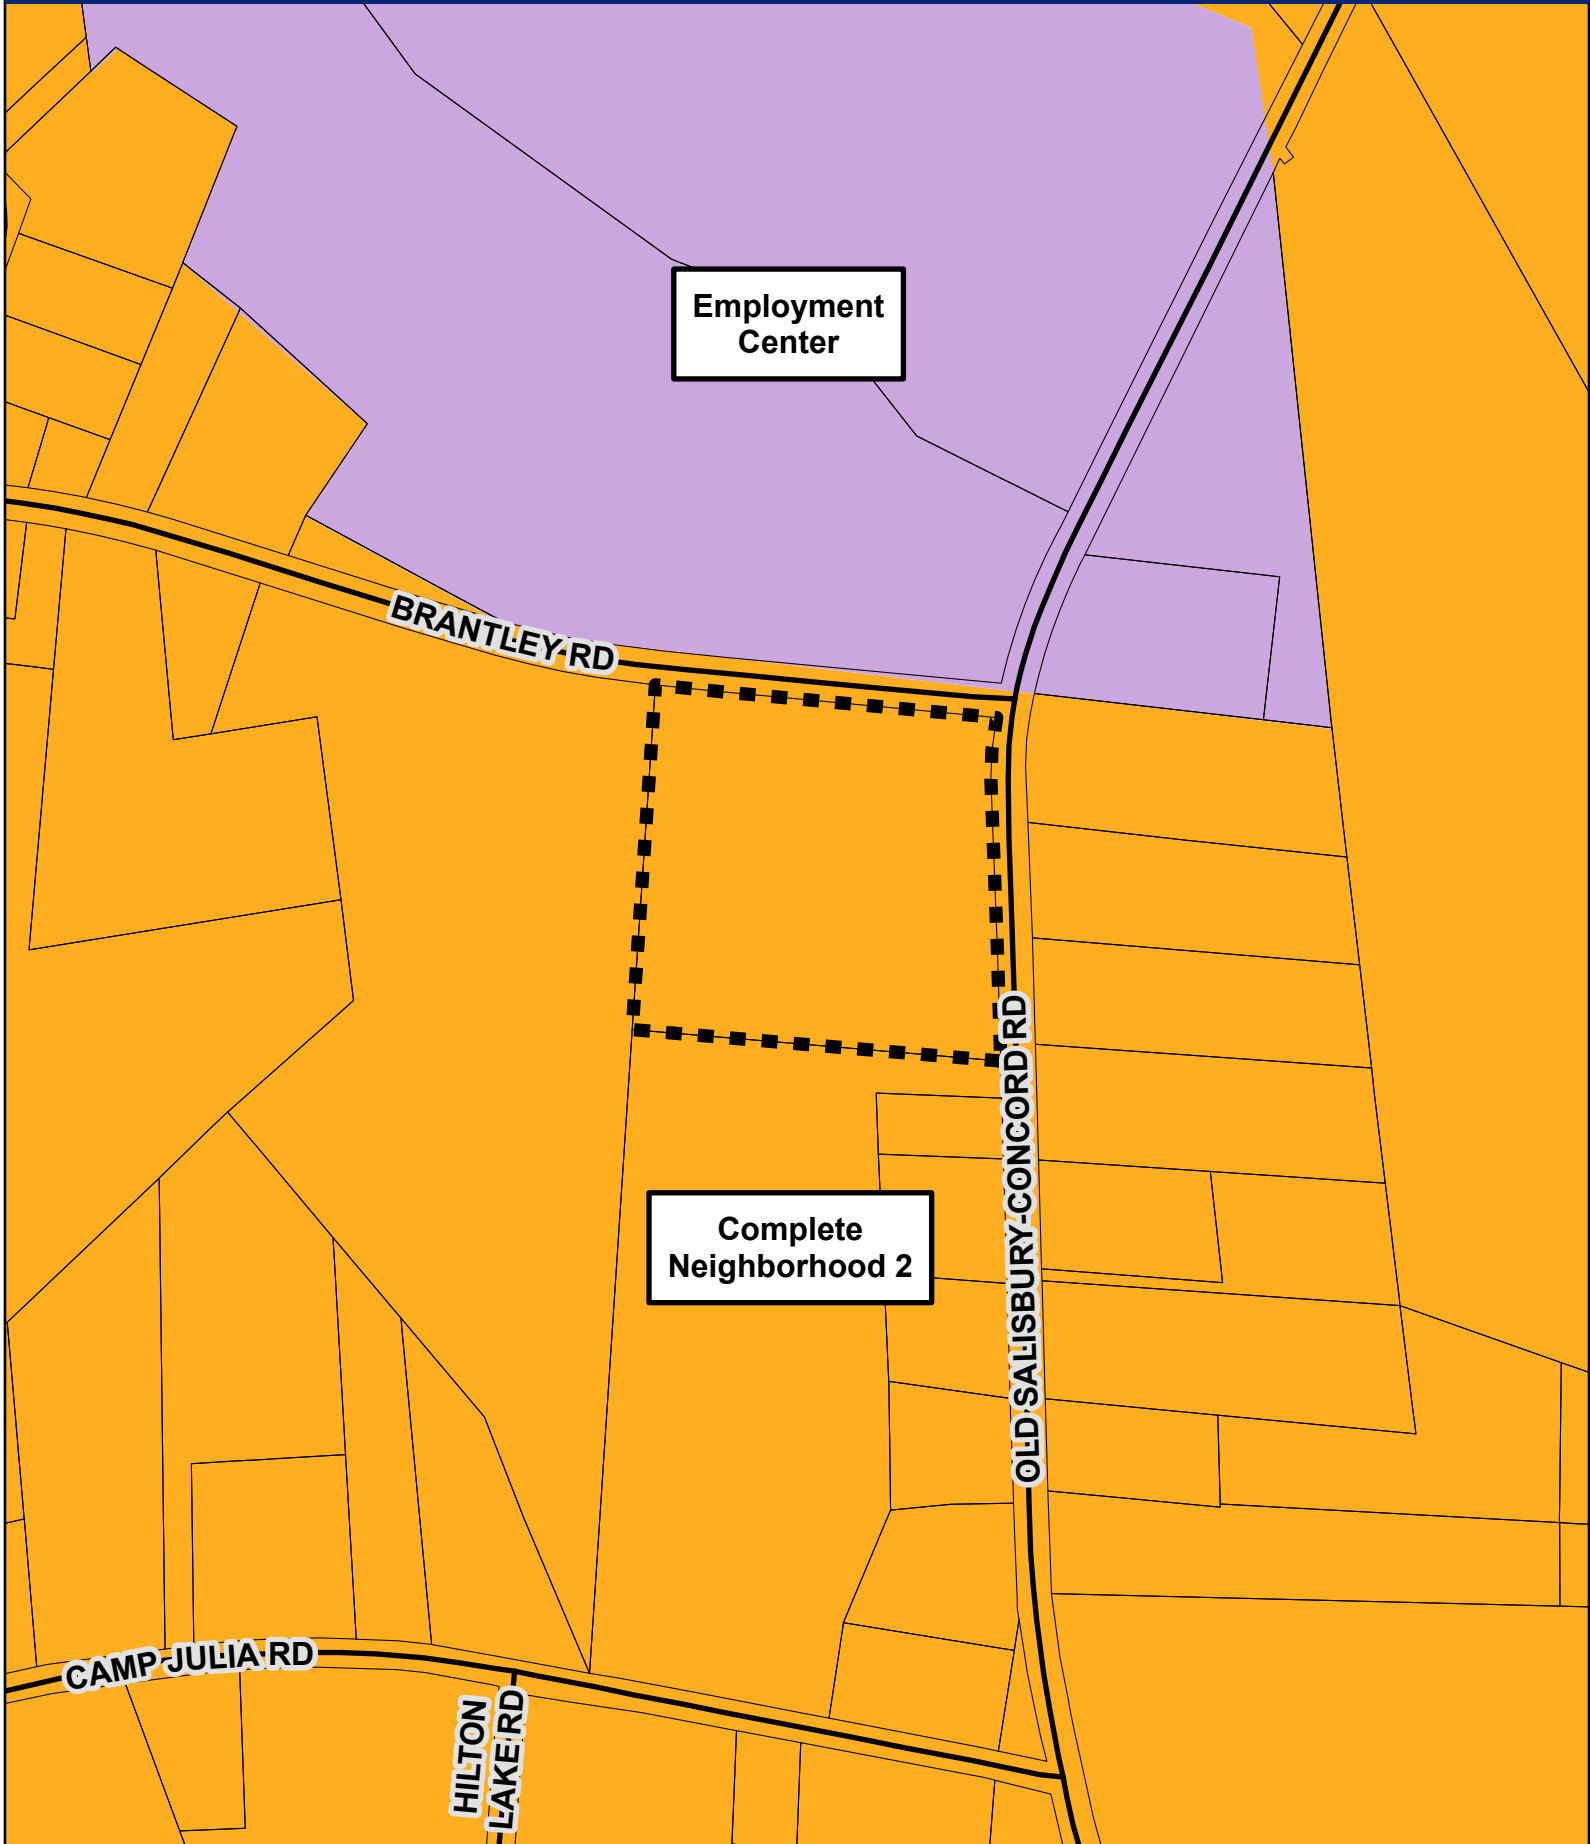 Employment
Center
BRANTLEY RD
OLD SALISBURY-CONCORD RD
Complete
Neighborhood 2
CAMP JULIA RD
HILTON
LAKE RD